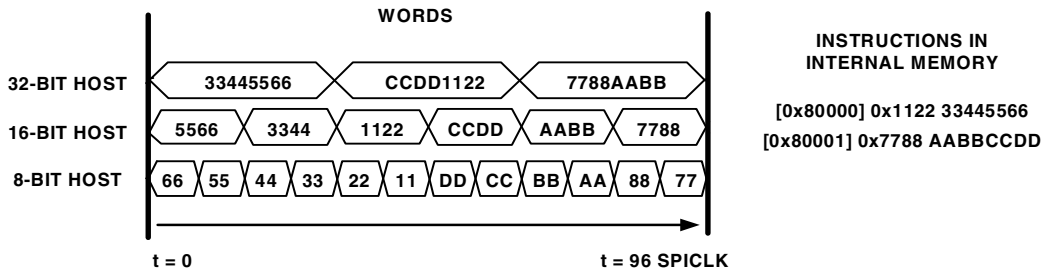 WORDS
INSTRUCTIONS IN
INTERNAL MEMORY
32-BIT HOST 33445566 CCDD1122 7788AABB
[0x80000] 0x1122 33445566
16-BIT HOST 5566 3344 1122 CCDD AABB 7788
[0x80001] 0x7788 AABBCCDD
8-BIT HOST 66 55 44 33 22 11 DD CC BB AA 88 77
t = 0 t = 96 SPICLK